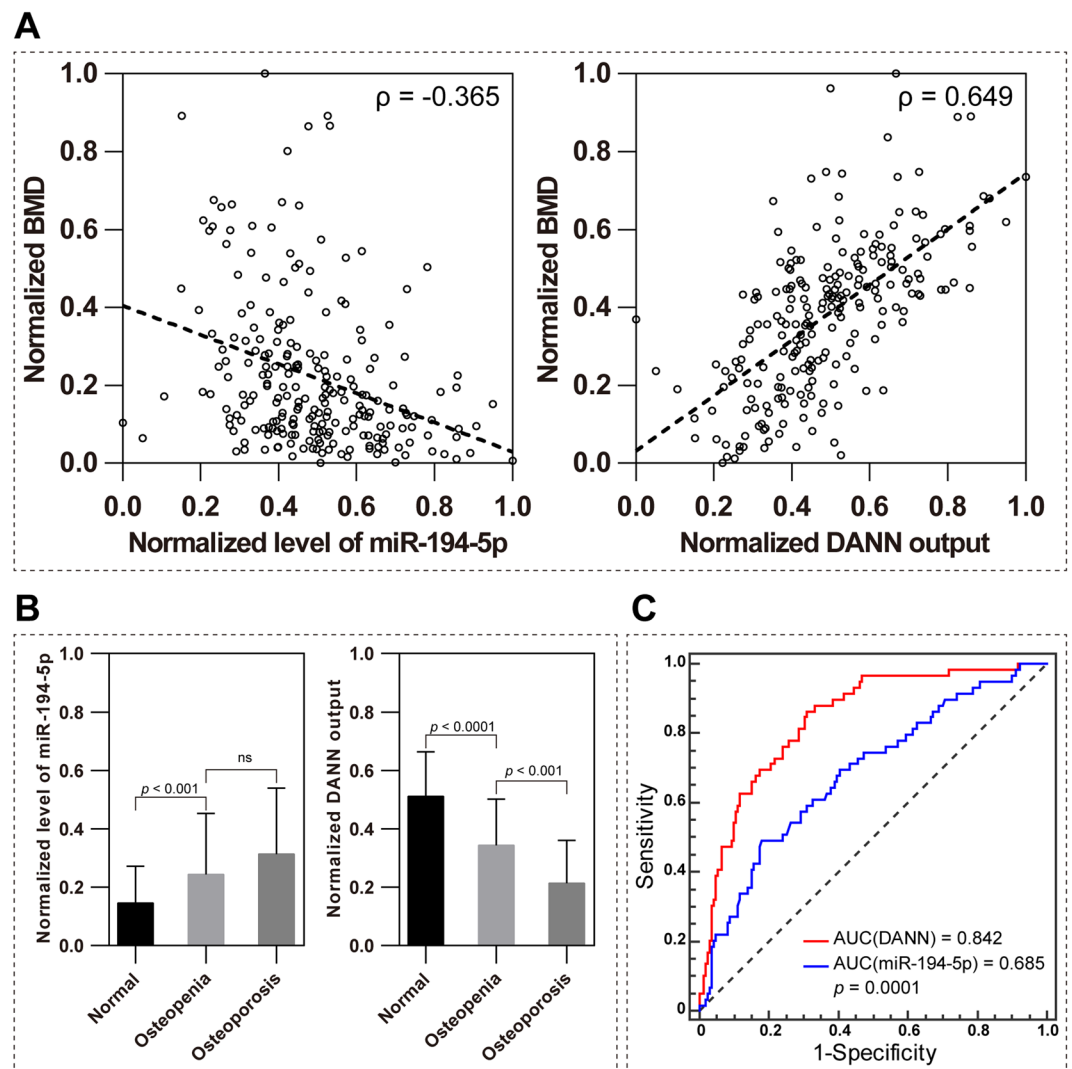 A
ρ = -0.365
1.0
0.8
0.6
0.4
0.2
0.0
Normalized BMD
0.0 0.2 0.4 0.6 0.8 1.0
Normalized level of miR-194-5p
ρ = 0.649
1.0
0.8
0.6
0.4
0.2
0.0
Normalized BMD
0.0 0.2 0.4 0.6 0.8 1.0
Normalized DANN output
B
1.0
0.8
0.6
0.4
0.2
0.0
Normalized level of miR-194-5p
ns
p < 0.001
Normal
Osteopenia
Osteoporosis
1.0
0.8
0.6
0.4
0.2
0.0
Normalized DANN output
p < 0.0001
p < 0.001
Normal
Osteopenia
Osteoporosis
C
1.0
0.8
0.6
0.4
0.2
0
Sensitivity
AUC(DANN) = 0.842
AUC(miR-194-5p) = 0.685
p = 0.0001
0 0.2 0.4 0.6 0.8 1.0
1-Specificity